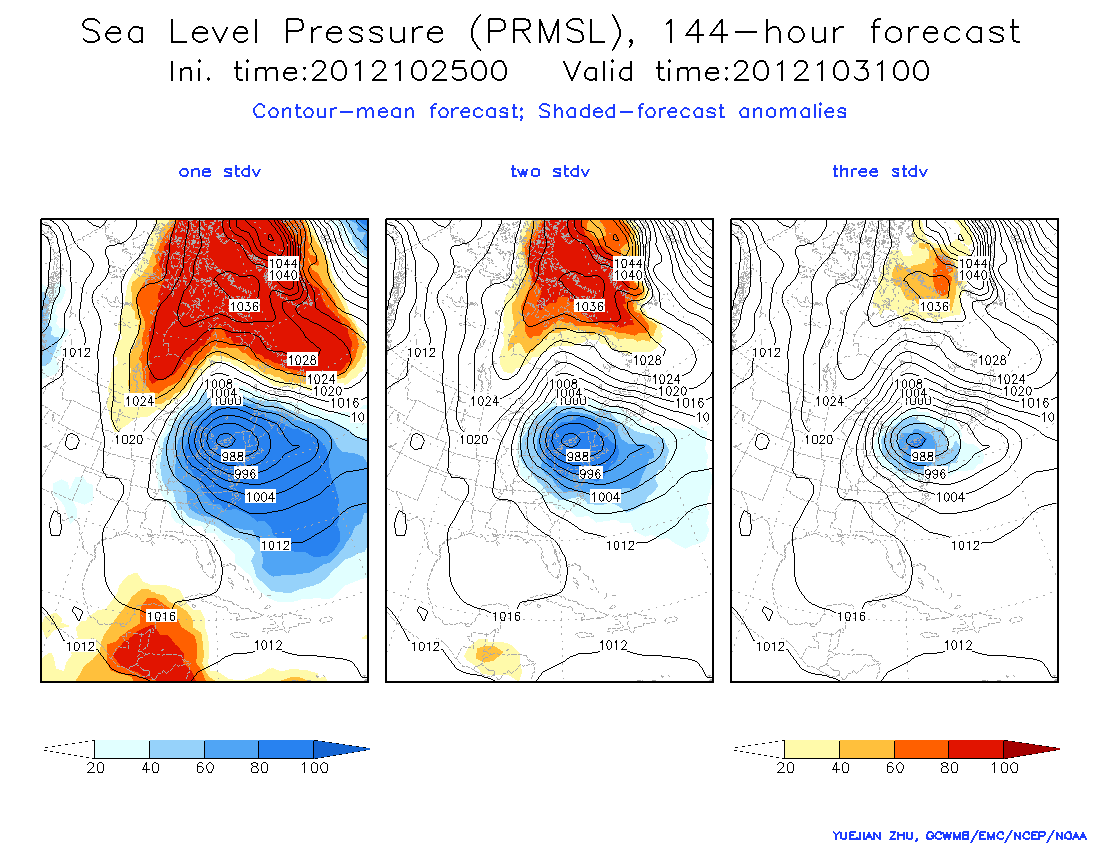 Sea Level Pressure (PRMSL), 144-hour forecast
Ini. time:2012102500 Valid time:2012103100
Contour-mean forecast; Shaded-forecast anomalies
one stdv two stdv three stdv
1044 1044 1044
1040 1040 1040
1036 1036 1036
1012 1012 1012
1028 1028 1028
1024 1024 1024
1008 1008 1008
1020 1020 1020
1004 1004 1004
1000 1000 1000
1024 1024 1024
1016 1016 1016
10 10 10
1020 1020 1020
988 988 988
996 996 996
1004 1004 1004
1012 1012 1012
1016 1016 1016
1012 1012 1012 1012 1012 1012
20 40 60 80 100 20 40 60 80 100
YUEJIAN ZHU, GCWMB/EMC/NCEP/NOAA